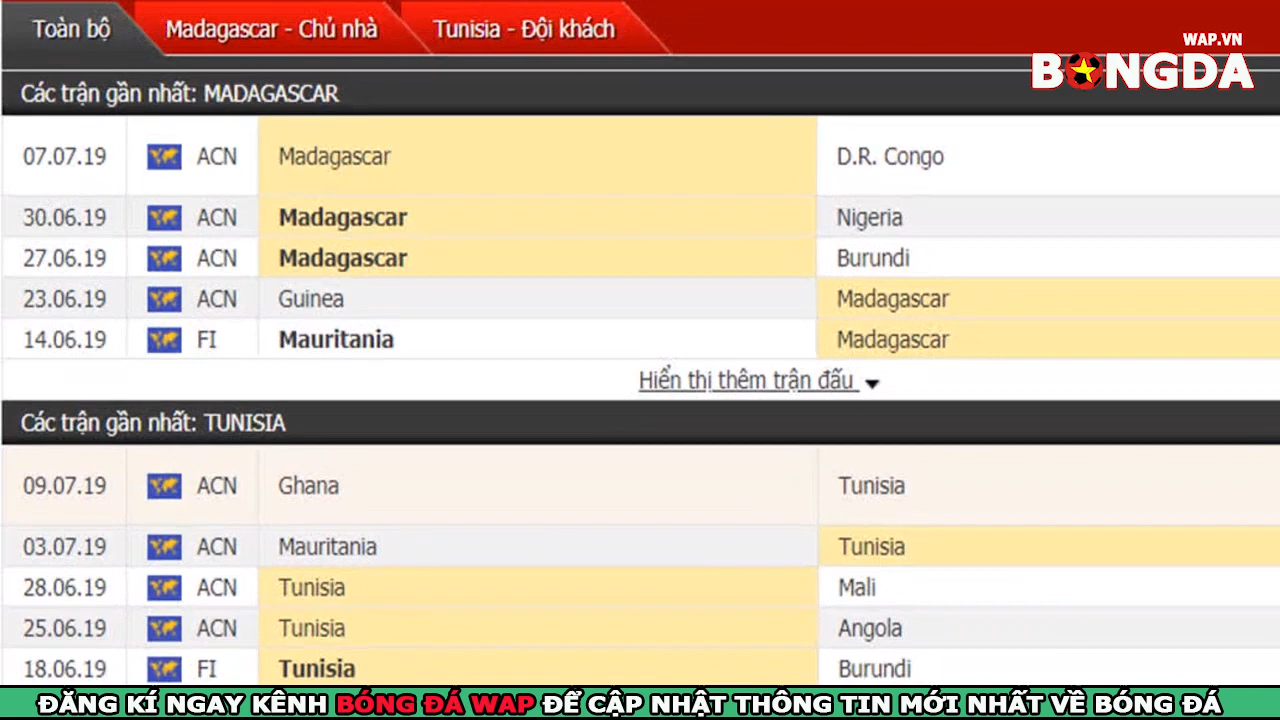 Toàn bộ Madagascar - Chủ nhà Tunisia - Đội khách
WAP.VN
BONGDA
Các trận gần nhất: MADAGASCAR
07.07.19 ACN Madagascar D.R. Congo
30.06.19 ACN Madagascar Nigeria
27.06.19 ACN Madagascar Burundi
23.06.19 ACN Guinea Madagascar
14.06.19 FI Mauritania Madagascar
Hiển thị thêm trận đấu
Các trận gần nhất: TUNISIA
09.07.19 ACN Ghana Tunisia
03.07.19 ACN Mauritania Tunisia
28.06.19 ACN Tunisia Mali
25.06.19 ACN Tunisia Angola
18.06.19 FI Tunisia Burundi
ĐĂNG KÍ NGAY KÊNH BÓNG ĐÁ WAP ĐỂ CẬP NHẬT THÔNG TIN MỚI NHẤT VỀ BÓNG ĐÁ